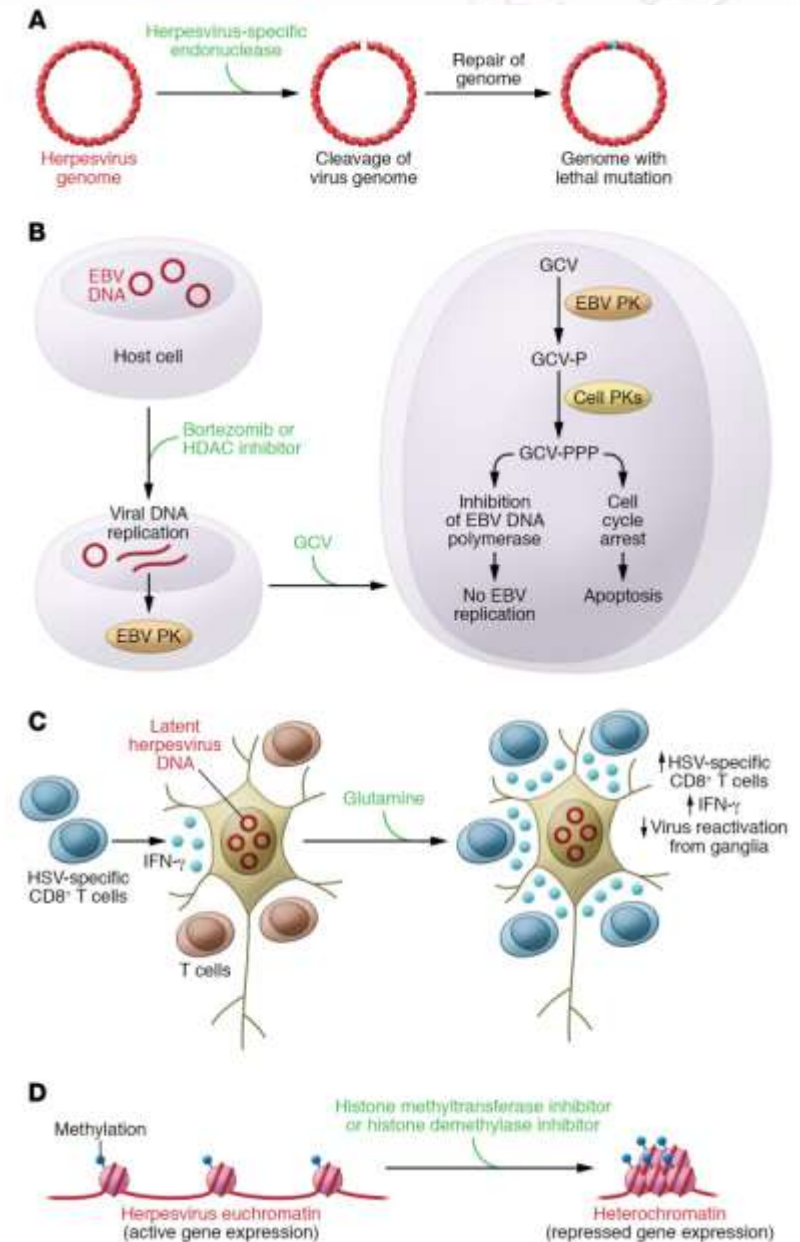 A
Herpesvirus-specific
endonuclease
Repair of
genome
Herpesvirus
genome
Cleavage of
virus genome
Genome with
lethal mutation
B
EBV
DNA
Host cell
Bortezomib or
HDAC inhibitor
Viral DNA
replication
EBV PK
GCV
GCV
EBV PK
GCV-P
Cell PKs
GCV-PPP
Inhibition
of EBV DNA
polymerase
Cell
cycle
arrest
No EBV
replication
Apoptosis
C
Latent
herpesvirus
DNA
IFN-γ
HSV-specific
CD8⁺ T cells
T cells
Glutamine
↑HSV-specific
CD8⁺ T cells
↑ IFN-γ
↓Virus reactivation
from ganglia
D
Methylation
Histone methyltransferase inhibitor
or histone demethylase inhibitor
Herpesvirus euchromatin
(active gene expression)
Heterochromatin
(repressed gene expression)